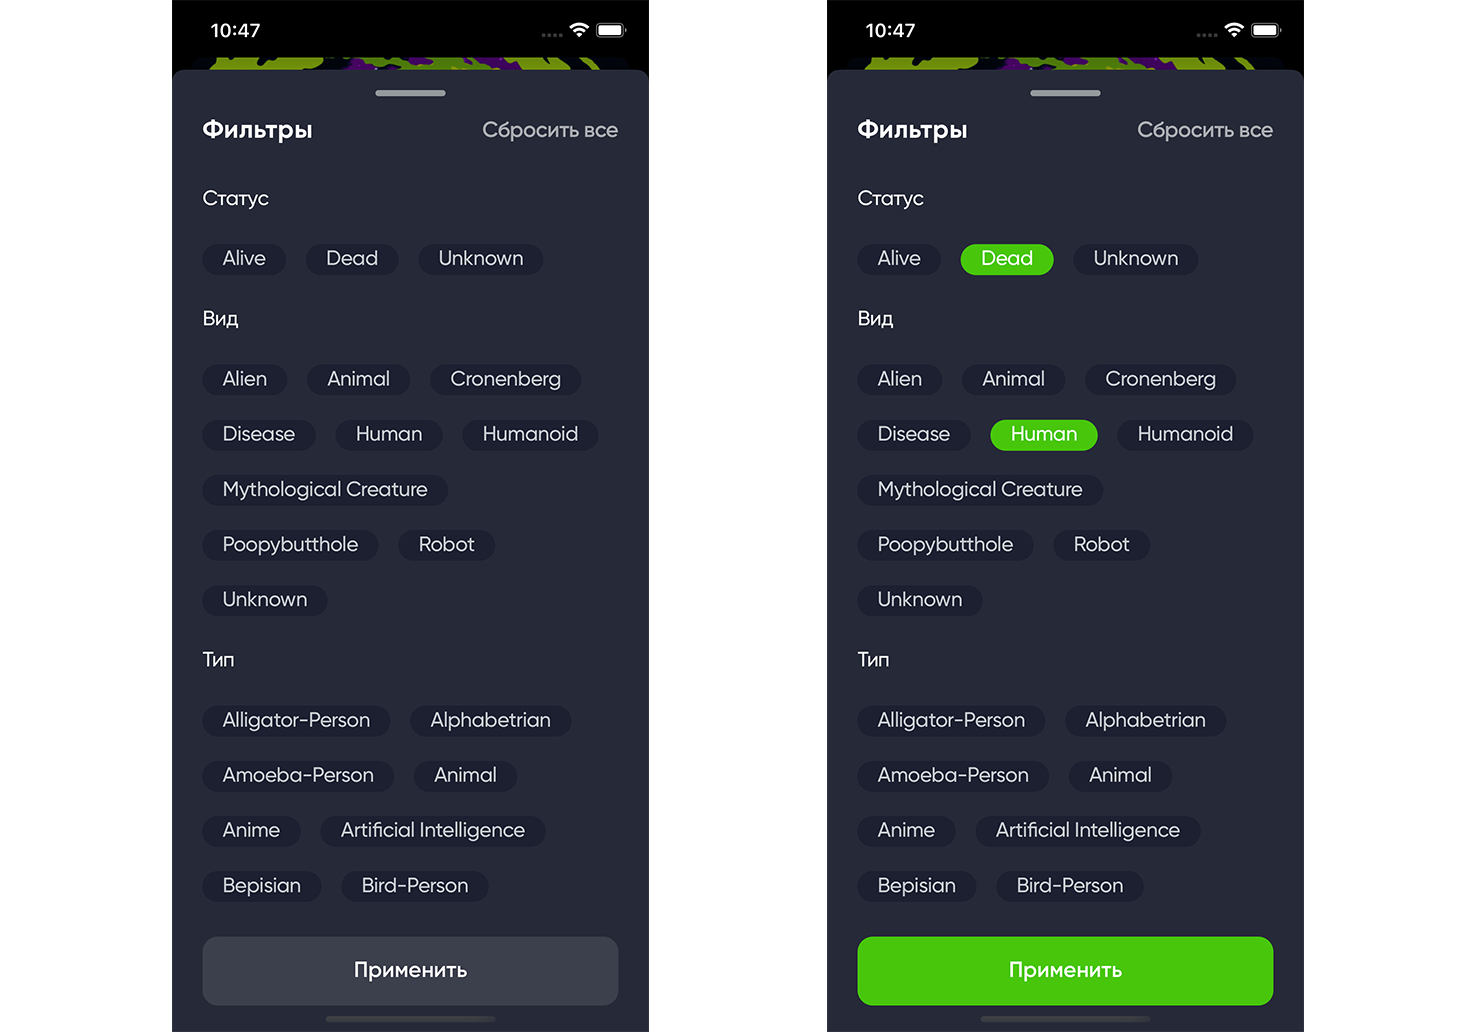 10:47
Фильтры Сбросить все
Статус
Alive Dead Unknown
Вид
Alien Animal Cronenberg
Disease Human Humanoid
Mythological Creature
Poopybutthole Robot
Unknown
Тип
Alligator-Person Alphabetrian
Amoeba-Person Animal
Anime Artificial Intelligence
Bepisian Bird-Person
Применить
10:47
Фильтры Сбросить все
Статус
Alive Dead Unknown
Вид
Alien Animal Cronenberg
Disease Human Humanoid
Mythological Creature
Poopybutthole Robot
Unknown
Тип
Alligator-Person Alphabetrian
Amoeba-Person Animal
Anime Artificial Intelligence
Bepisian Bird-Person
Применить